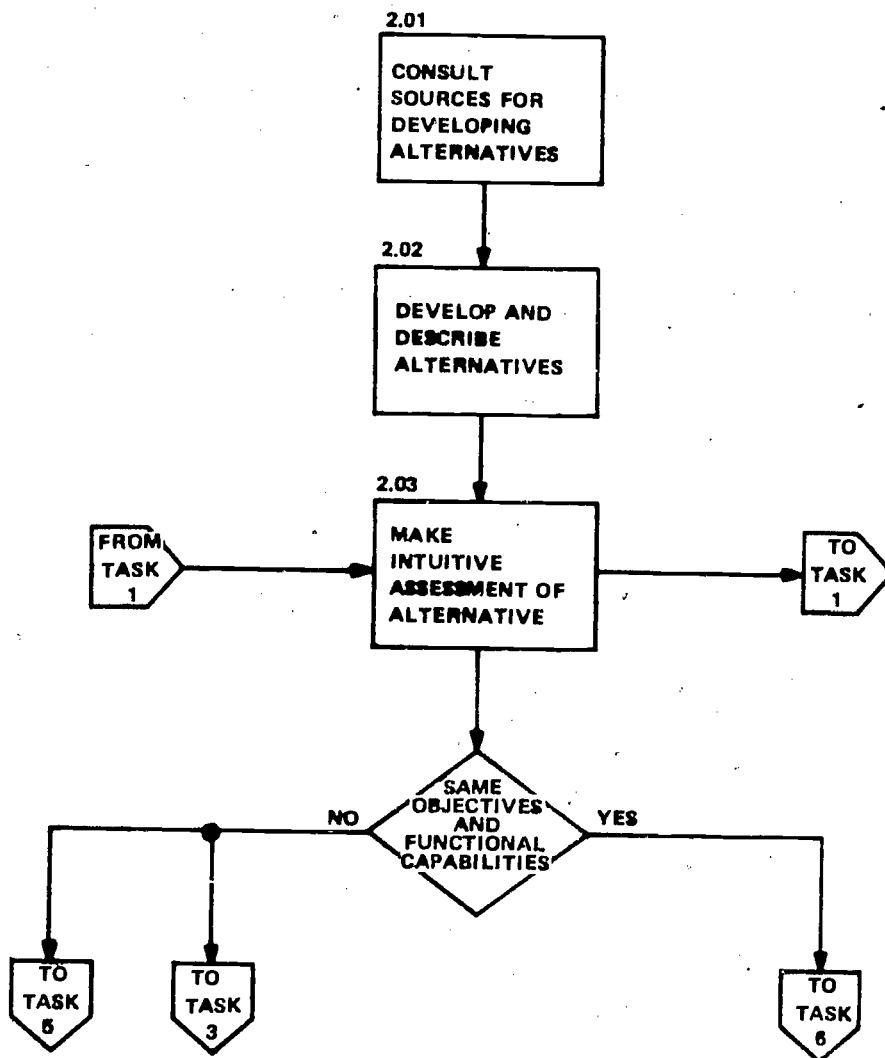 2.01
CONSULT
SOURCES FOR
DEVELOPING
ALTERNATIVES
2.02
DEVELOP AND
DESCRIBE
ALTERNATIVES
2.03
MAKE
INTUITIVE
ASSESSMENT OF
ALTERNATIVE
FROM
TASK
1
TO
TASK
1
SAME
OBJECTIVES
AND
FUNCTIONAL
CAPABILITIES
NO
YES
TO
TASK
5
TO
TASK
3
TO
TASK
6